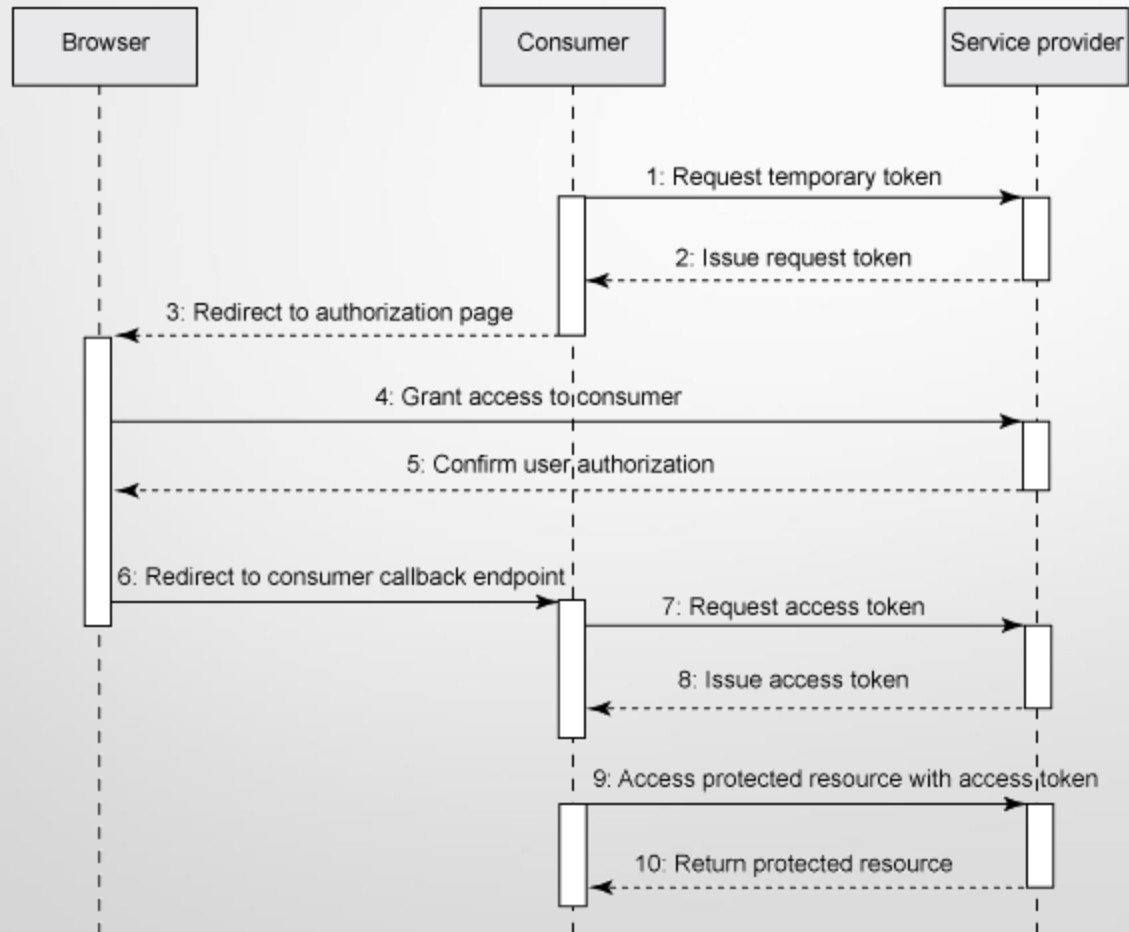 Browser
Consumer
Service provider
1: Request temporary token
2: Issue request token
3: Redirect to authorization page
4: Grant access to consumer
5: Confirm user authorization
6: Redirect to consumer callback endpoint
7: Request access token
8: Issue access token
9: Access protected resource with access token
10: Return protected resource